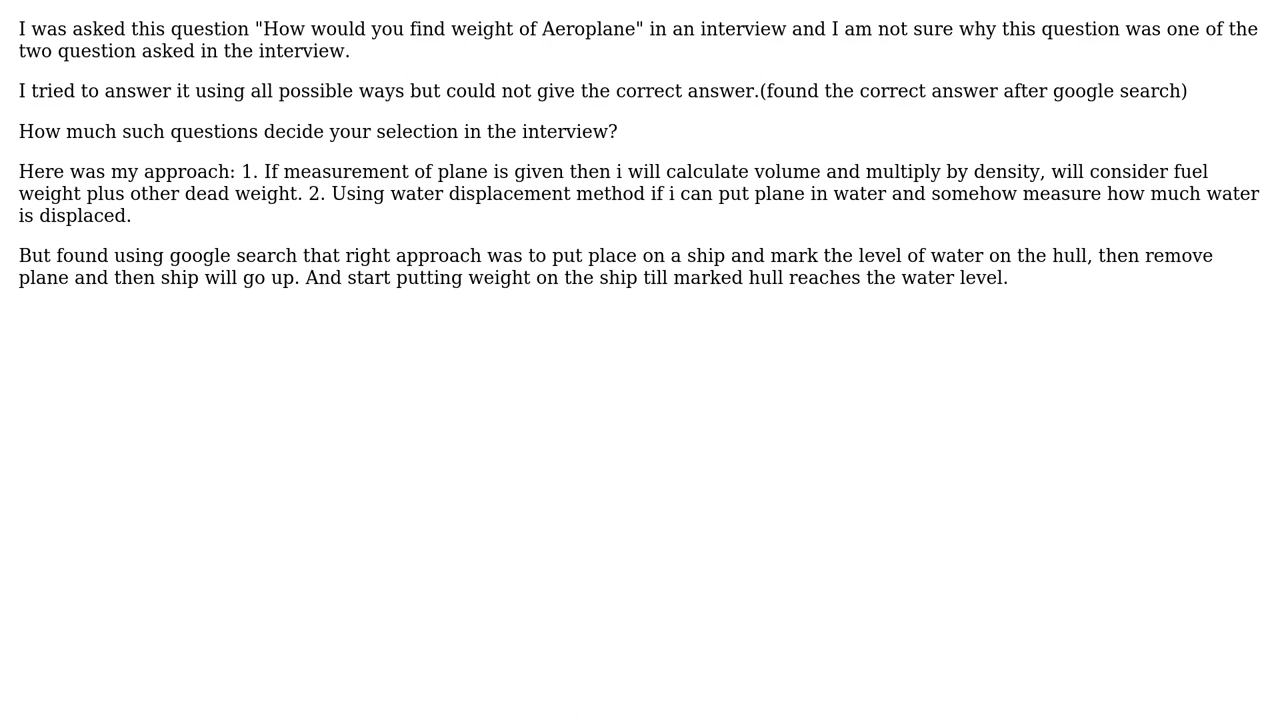 I was asked this question "How would you find weight of Aeroplane" in an interview and I am not sure why this question was one of the
two question asked in the interview.
I tried to answer it using all possible ways but could not give the correct answer.(found the correct answer after google search)
How much such questions decide your selection in the interview?
Here was my approach: 1. If measurement of plane is given then i will calculate volume and multiply by density, will consider fuel
weight plus other dead weight. 2. Using water displacement method if i can put plane in water and somehow measure how much water
is displaced.
But found using google search that right approach was to put place on a ship and mark the level of water on the hull, then remove
plane and then ship will go up. And start putting weight on the ship till marked hull reaches the water level.